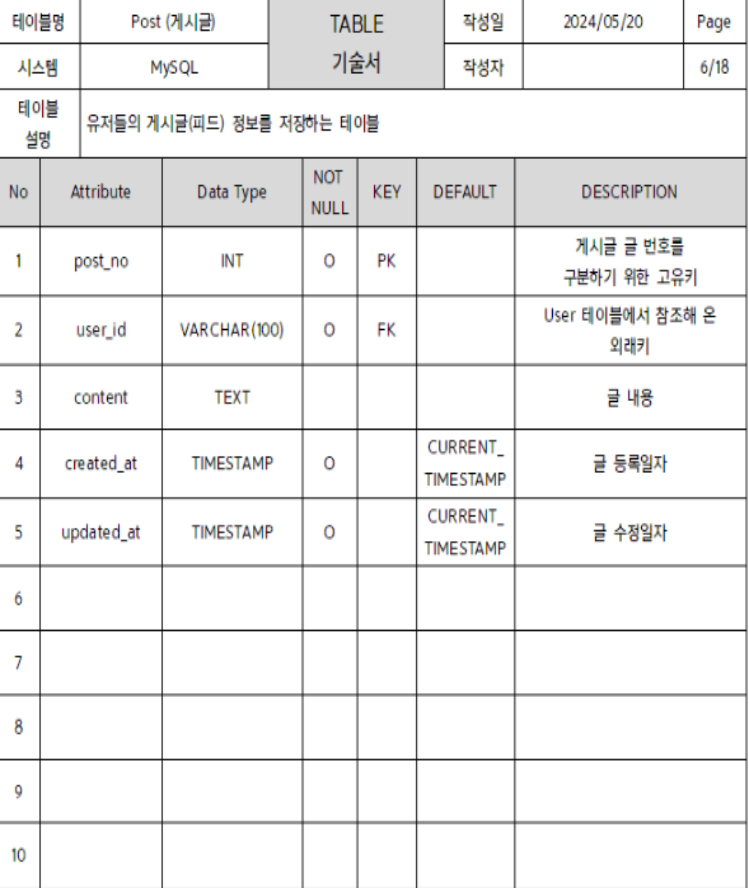 테이블명 Post (게시글) TABLE 기술서 작성일 2024/05/20 Page
시스템 MySQL 작성자 6/18
테이블 설명 유저들의 게시글(피드) 정보를 저장하는 테이블
No Attribute Data Type NOT NULL KEY DEFAULT DESCRIPTION
1 post_no INT O PK 게시글 글 번호를 구분하기 위한 고유키
2 user_id VARCHAR(100) O FK User 테이블에서 참조해 온 외래키
3 content TEXT 글 내용
4 created_at TIMESTAMP O CURRENT_TIMESTAMP 글 등록일자
5 updated_at TIMESTAMP O CURRENT_TIMESTAMP 글 수정일자
6
7
8
9
10